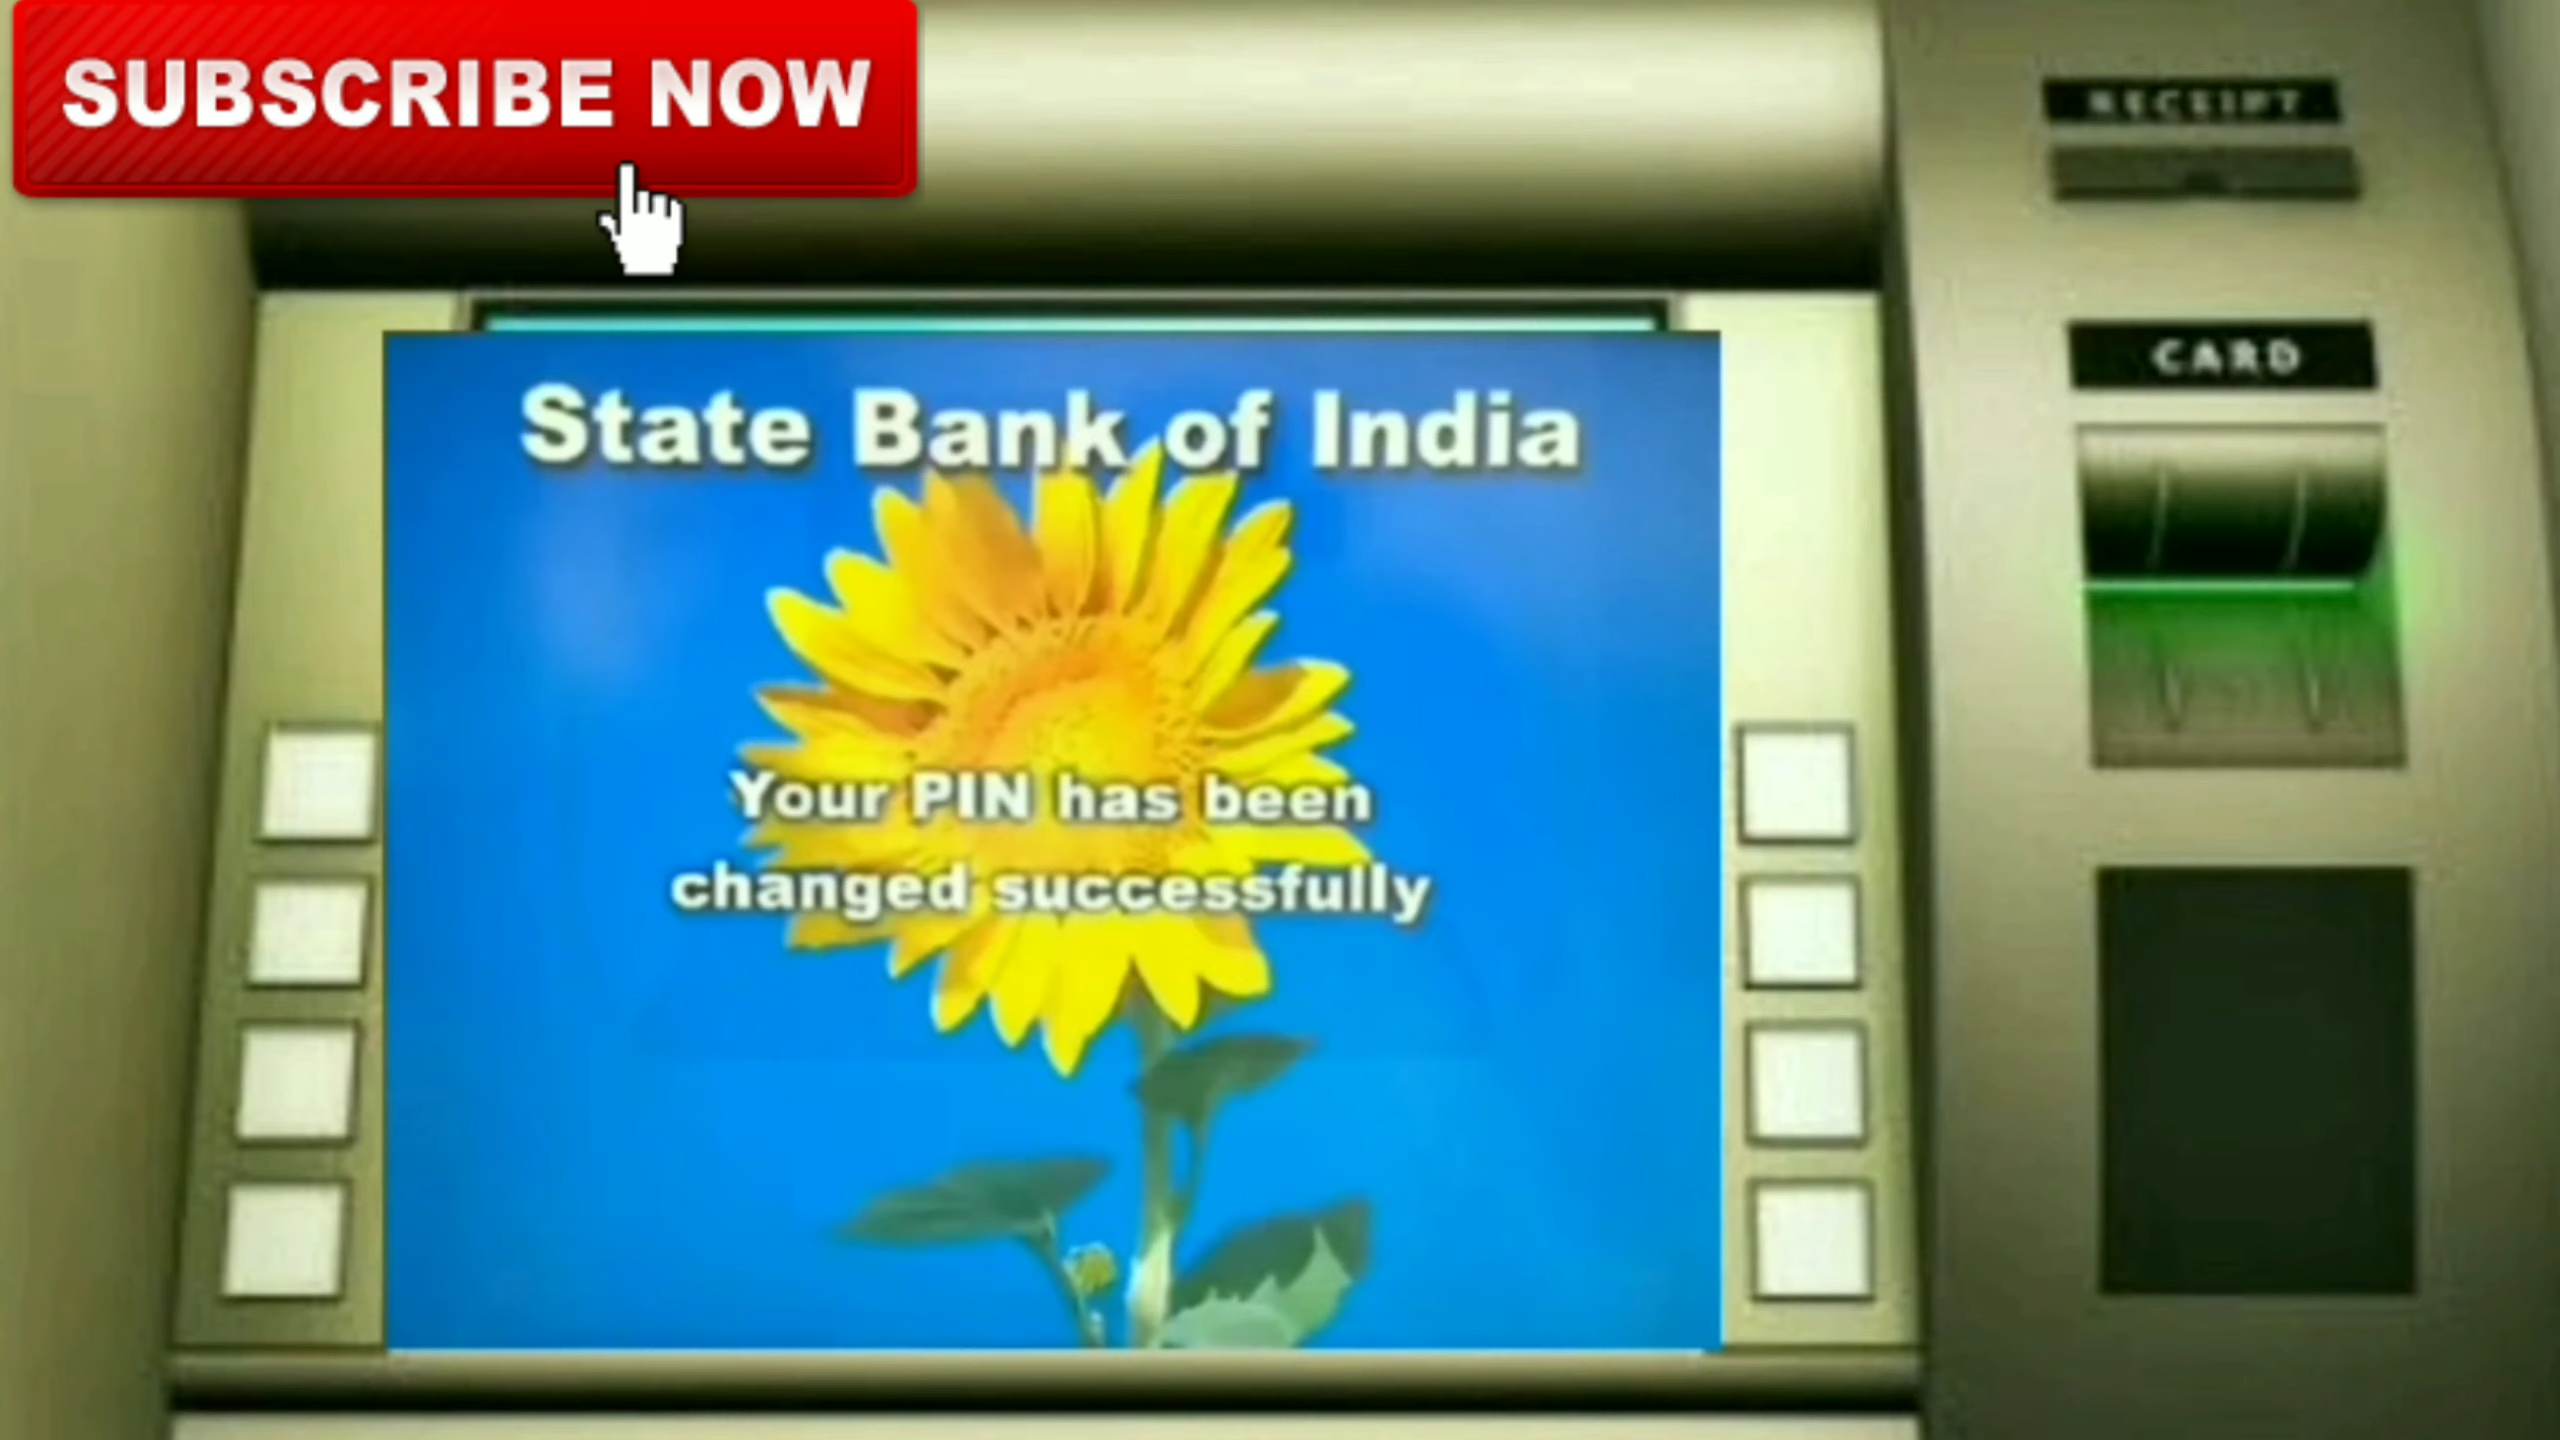 SUBSCRIBE NOW
RECEIPT
CARD
State Bank of India
Your PIN has been
changed successfully